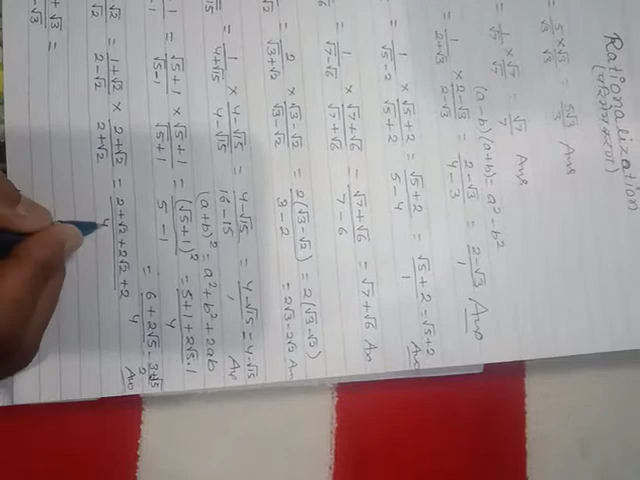 Rationalization
(परिमेयकरण)
= 5/√3 × √3/√3 = 5√3/3 Ans
= 1/√7 × √7/√7 = √7/7 Ans
(a-b)(a+b) = a² - b²
= 1/2+√3 × 2-√3/2-√3 = 2-√3/4-3 = 2-√3/1 Ans
= 1/√5-2 × √5+2/√5+2 = √5+2/5-4 = √5+2/1 = √5+2 Ans
1/√7-√6 × √7+√6/√7+√6 = √7+√6/7-6 = √7+√6 An
= 2/√3+√2 × √3-√2/√3-√2 = 2(√3-√2)/3-2 = 2(√3-√2)
= 2√3-2√2 An
= 1/4+√15 × 4-√15/4-√15 = 4-√15/16-15 = 4-√15/1 = 4-√15 An
(a+b)² = a²+b²+2ab
= √5+1/√5-1 × √5+1/√5+1 = (√5+1)²/5-1 = 5+1+2√5·1/4
= 6+2√5/4 = 3+√5/2 Ans
= 1+√2/2-√2 × 2+√2/2+√2 = 2+√2+2√2+2/4